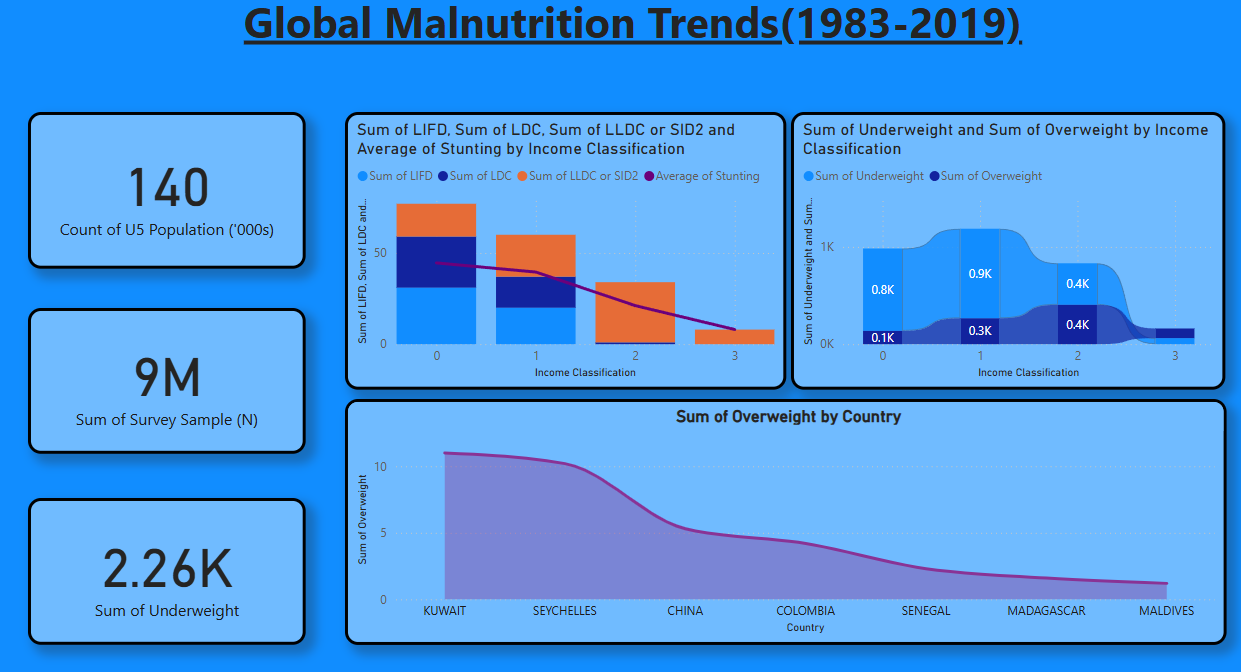 Global Malnutrition Trends(1983-2019)
140
Count of U5 Population ('000s)
9M
Sum of Survey Sample (N)
2.26K
Sum of Underweight
Sum of LIFD, Sum of LDC, Sum of LLDC or SID2 and
Average of Stunting by Income Classification
Sum of LIFD Sum of LDC Sum of LLDC or SID2 Average of Stunting
Sum of LIFD, Sum of LDC and...
50
0
0 1 2 3
Income Classification
Sum of Underweight and Sum of Overweight by Income
Classification
Sum of Underweight Sum of Overweight
Sum of Underweight and Sum...
1K
0K
0.8K
0.1K
0.9K
0.3K
0.4K
0.4K
0 1 2 3
Income Classification
Sum of Overweight by Country
Sum of Overweight
10
5
0
KUWAIT SEYCHELLES CHINA COLOMBIA SENEGAL MADAGASCAR MALDIVES
Country